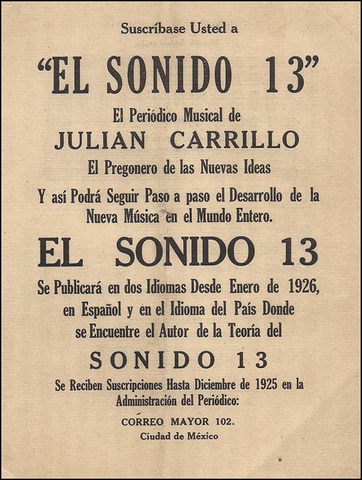 Suscríbase Usted a
"EL SONIDO 13"
El Periódico Musical de
JULIAN CARRILLO
El Pregonero de las Nuevas Ideas
Y así Podrá Seguir Paso a paso el Desarrollo de la
Nueva Música en el Mundo Entero.
EL SONIDO 13
Se Publicará en dos Idiomas Desde Enero de 1926,
en Español y en el Idioma del País Donde
se Encuentre el Autor de la Teoría del
SONIDO 13
Se Reciben Suscripciones Hasta Diciembre de 1925 en la
Administración del Periódico:
CORREO MAYOR 102.
Ciudad de México